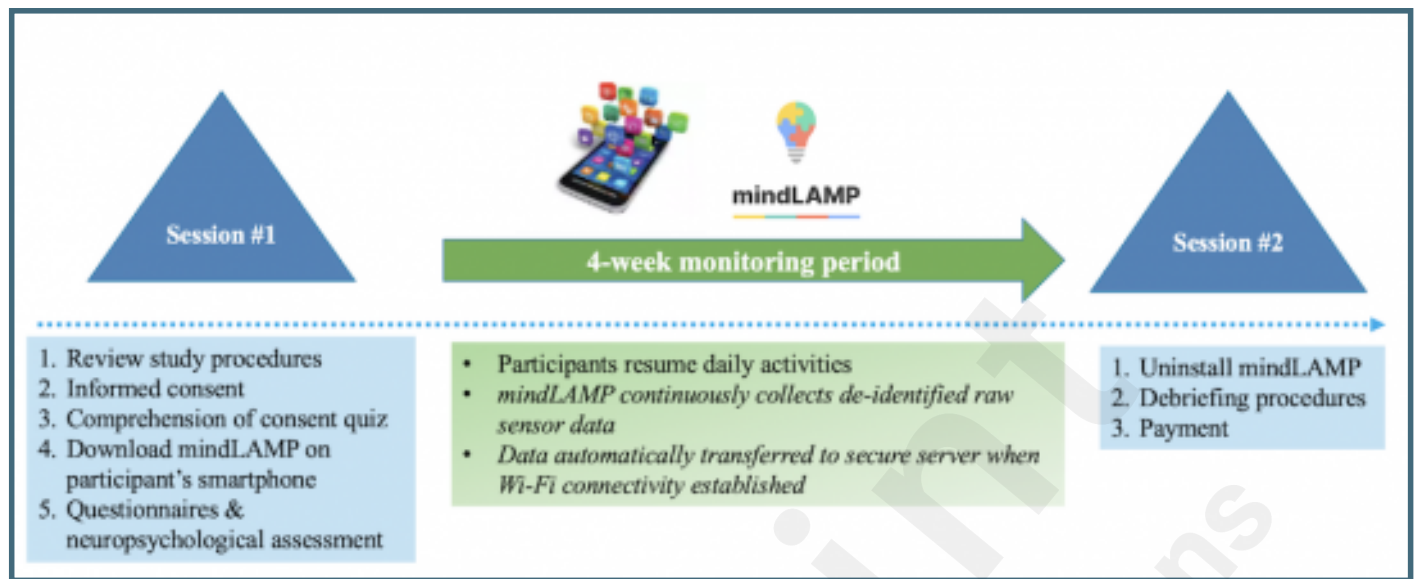 mindLAMP
Session #1
4-week monitoring period
Session #2
1. Review study procedures
2. Informed consent
3. Comprehension of consent quiz
4. Download mindLAMP on
participant's smartphone
5. Questionnaires &
neuropsychological assessment
• Participants resume daily activities
• mindLAMP continuously collects de-identified raw
sensor data
• Data automatically transferred to secure server when
Wi-Fi connectivity established
1. Uninstall mindLAMP
2. Debriefing procedures
3. Payment